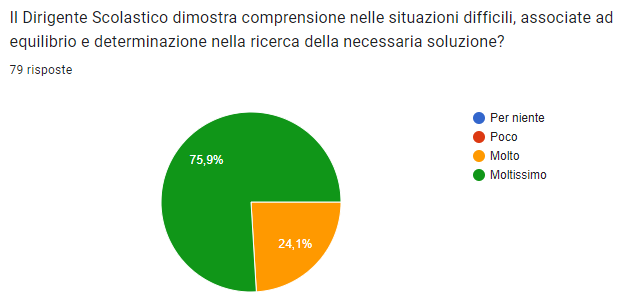 Il Dirigente Scolastico dimostra comprensione nelle situazioni difficili, associate ad
equilibrio e determinazione nella ricerca della necessaria soluzione?
79 risposte
Per niente
Poco
Molto
Moltissimo
75,9%
24,1%